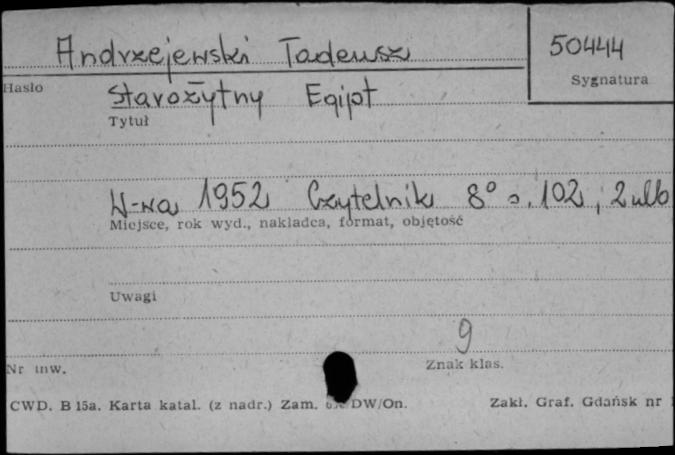 Andrzejewski Tadeusz
50444
Hasło
Sygnatura
Starożytny Egipt
Tytuł
W-wa 1952 Czytelnik 8° s. 102, 2 nlb
Miejsce, rok wyd., nakładca, format, objętość
Uwagi
9
Nr inw.
Znak klas.
CWD. B 15a. Karta katal. (z nadr.) Zam. DW/On.
Zakł. Graf. Gdańsk nr